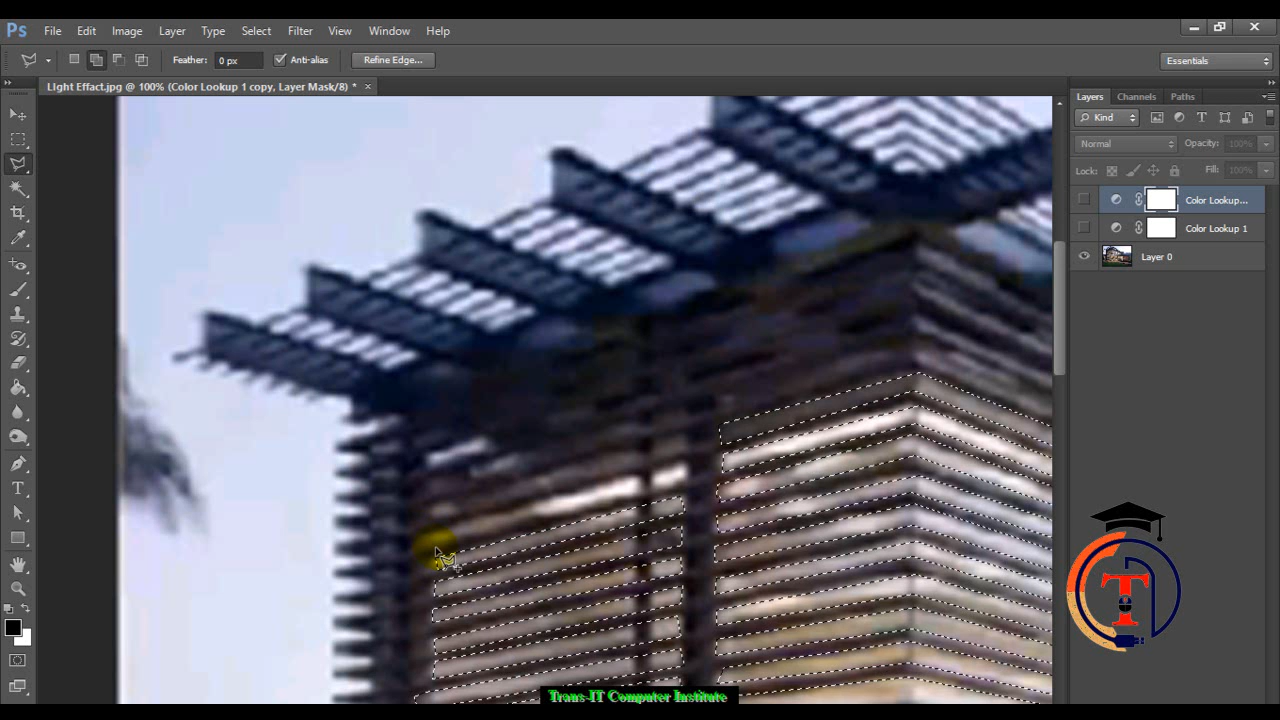 Ps File Edit Image Layer Type Select Filter View Window Help
Feather: 0 px Anti-alias Refine Edge... Essentials
LIght Effact.jpg @ 100% (Color Lookup 1 copy, Layer Mask/8) * ×
Layers Channels Paths
Kind
Normal Opacity: 100%
Lock: Fill: 100%
Color Lookup...
Color Lookup 1
Layer 0
T
Trans-IT Computer Institute